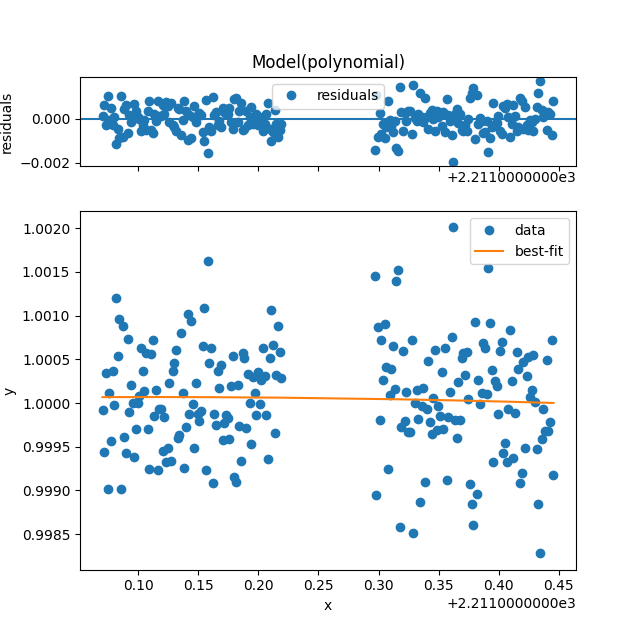 Model(polynomial)
residuals
0.000
−0.002
residuals
+2.2110000000e3
1.0020
1.0015
1.0010
1.0005
1.0000
0.9995
0.9990
0.9985
y
data
best-fit
0.10
0.15
0.20
0.25
0.30
0.35
0.40
0.45
x
+2.2110000000e3